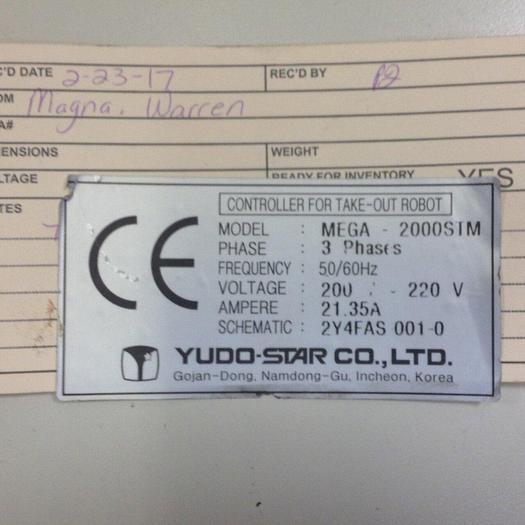 C'D DATE 2-23-17 REC'D BY
OM Magna, Warren
A#
ENSIONS WEIGHT
LTAGE READY FOR INVENTORY YES
TES
CE
CONTROLLER FOR TAKE-OUT ROBOT
MODEL : MEGA - 2000STM
PHASE : 3 Phases
FREQUENCY : 50/60Hz
VOLTAGE : 200 / - 220 V
AMPERE : 21.35A
SCHEMATIC : 2Y4FAS 001-0
YUDO-STAR CO., LTD.
Gojan-Dong, Namdong-Gu, Incheon, Korea